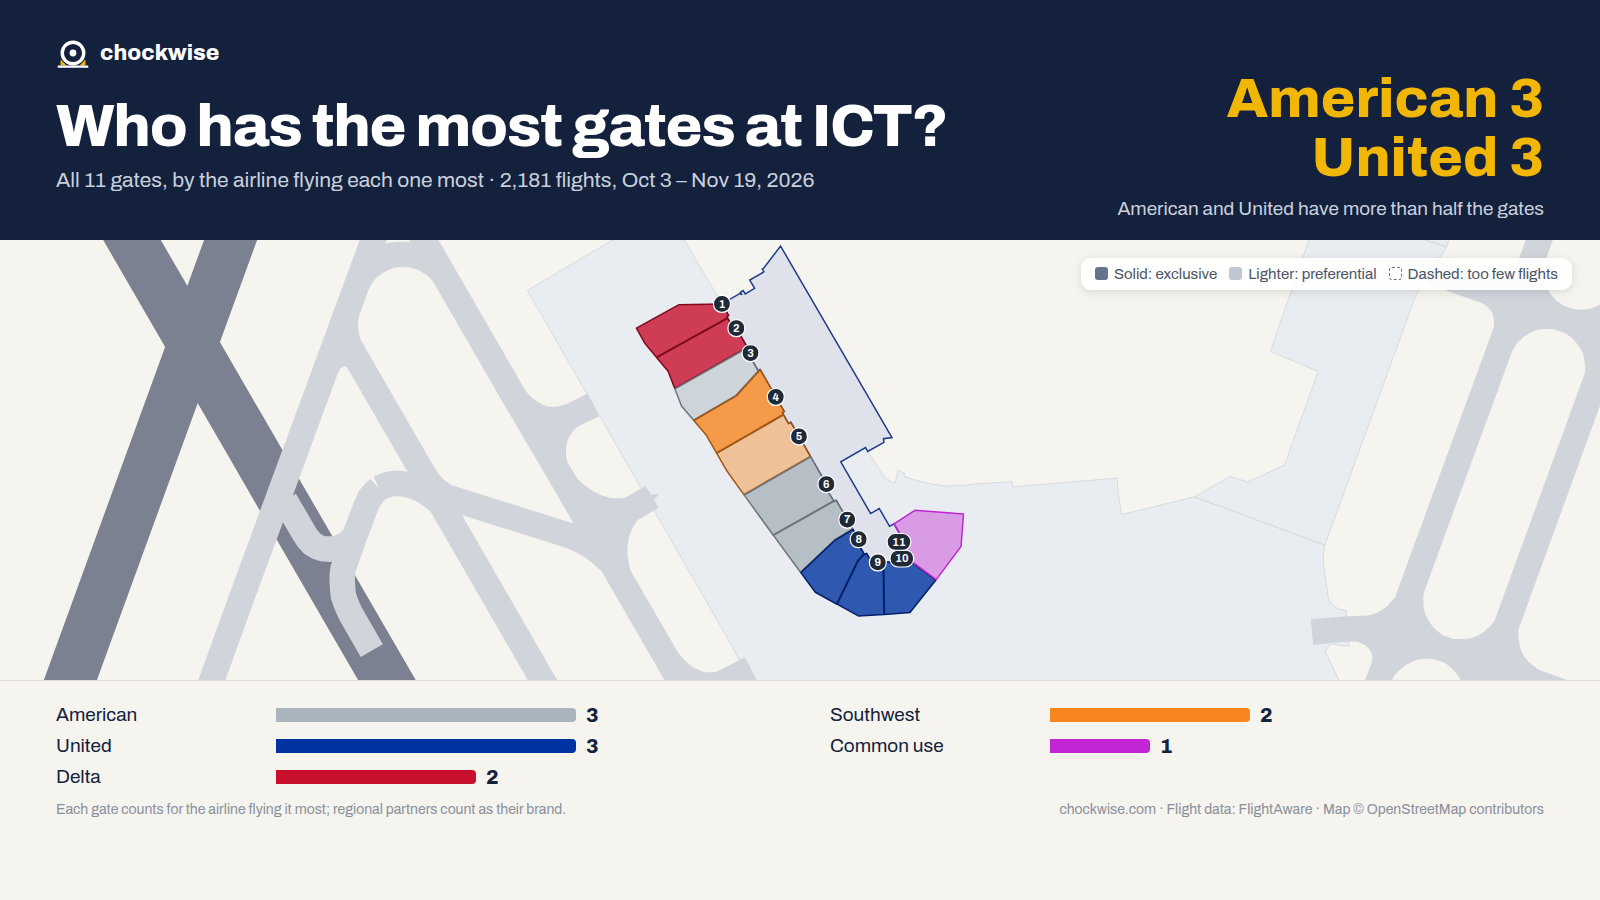 chockwise
Who has the most gates at ICT?
All 11 gates, by the airline flying each one most · 2,181 flights, Oct 3 – Nov 19, 2026
American 3
United 3
American and United have more than half the gates
Solid: exclusive
Lighter: preferential
Dashed: too few flights
1
2
3
4
5
6
7
8
9
11
10
American 3
United 3
Delta 2
Southwest 2
Common use 1
Each gate counts for the airline flying it most; regional partners count as their brand.
chockwise.com · Flight data: FlightAware · Map © OpenStreetMap contributors